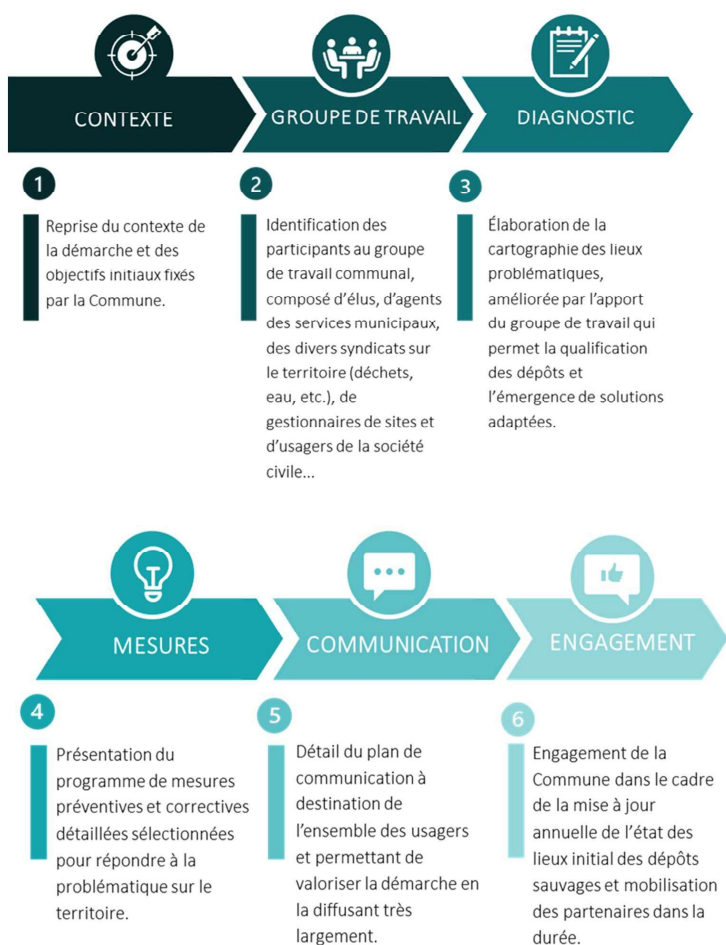 CONTEXTE
GROUPE DE TRAVAIL
DIAGNOSTIC
1
Reprise du contexte de
la démarche et des
objectifs initiaux fixés
par la Commune.
2
Identification des
participants au groupe
de travail communal,
composé d'élus, d'agents
des services municipaux,
des divers syndicats sur
le territoire (déchets,
eau, etc.), de
gestionnaires de sites et
d'usagers de la société
civile...
3
Élaboration de la
cartographie des lieux
problématiques,
améliorée par l'apport
du groupe de travail qui
permet la qualification
des dépôts et
l'émergence de solutions
adaptées.
MESURES
COMMUNICATION
ENGAGEMENT
4
Présentation du
programme de mesures
préventives et correctives
détaillées sélectionnées
pour répondre à la
problématique sur le
territoire.
5
Détail du plan de
communication à
destination de
l'ensemble des usagers
et permettant de
valoriser la démarche en
la diffusant très
largement.
6
Engagement de la
Commune dans le cadre
de la mise à jour
annuelle de l'état des
lieux initial des dépôts
sauvages et mobilisation
des partenaires dans la
durée.